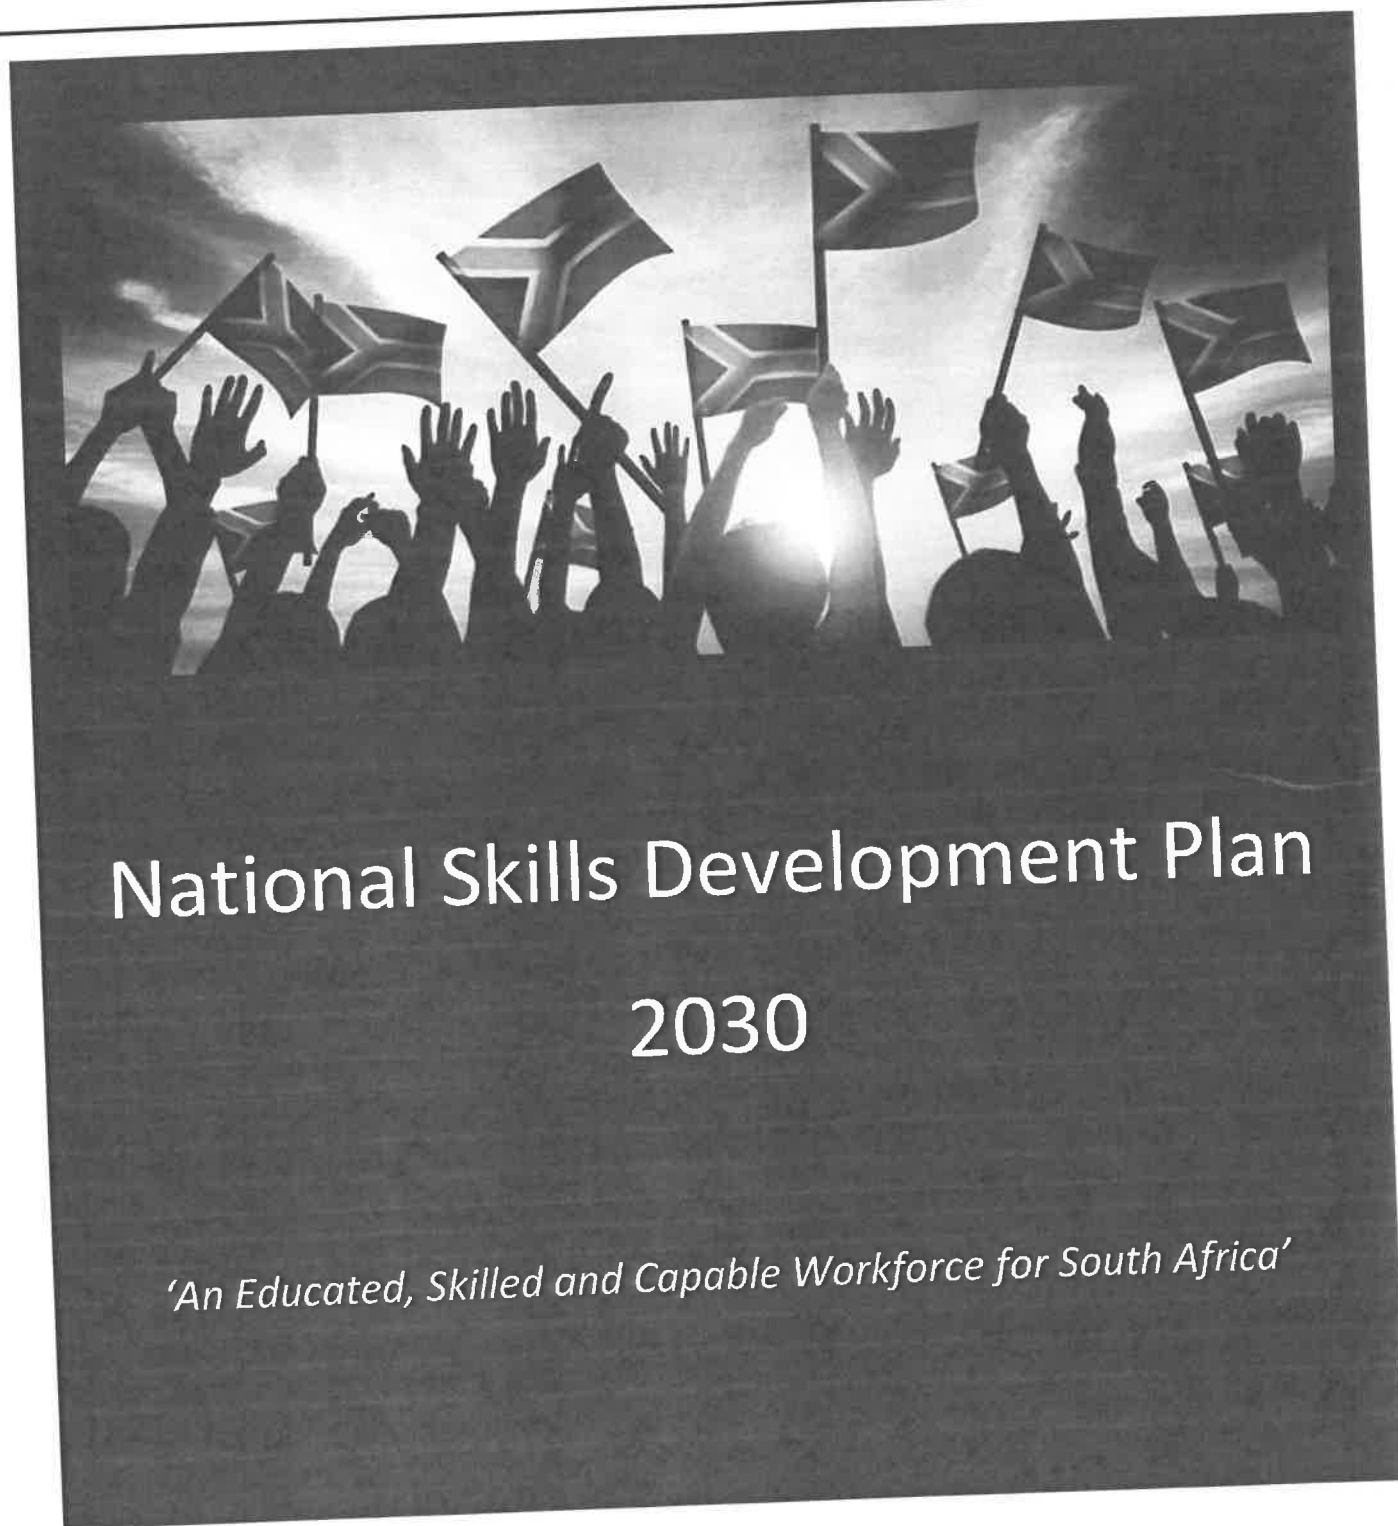 National Skills Development Plan
2030
‘An Educated, Skilled and Capable Workforce for South Africa’